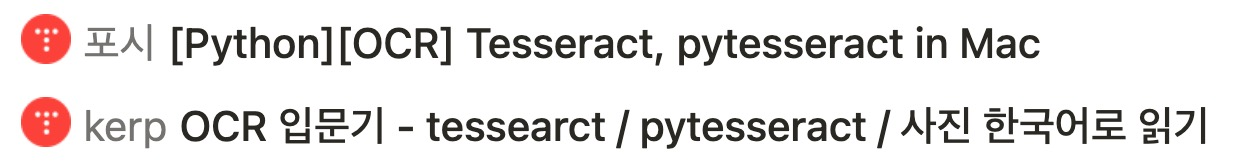 포시 [Python][OCR] Tesseract, pytesseract in Mac
kerp OCR 입문기 - tessearct / pytesseract / 사진 한국어로 읽기